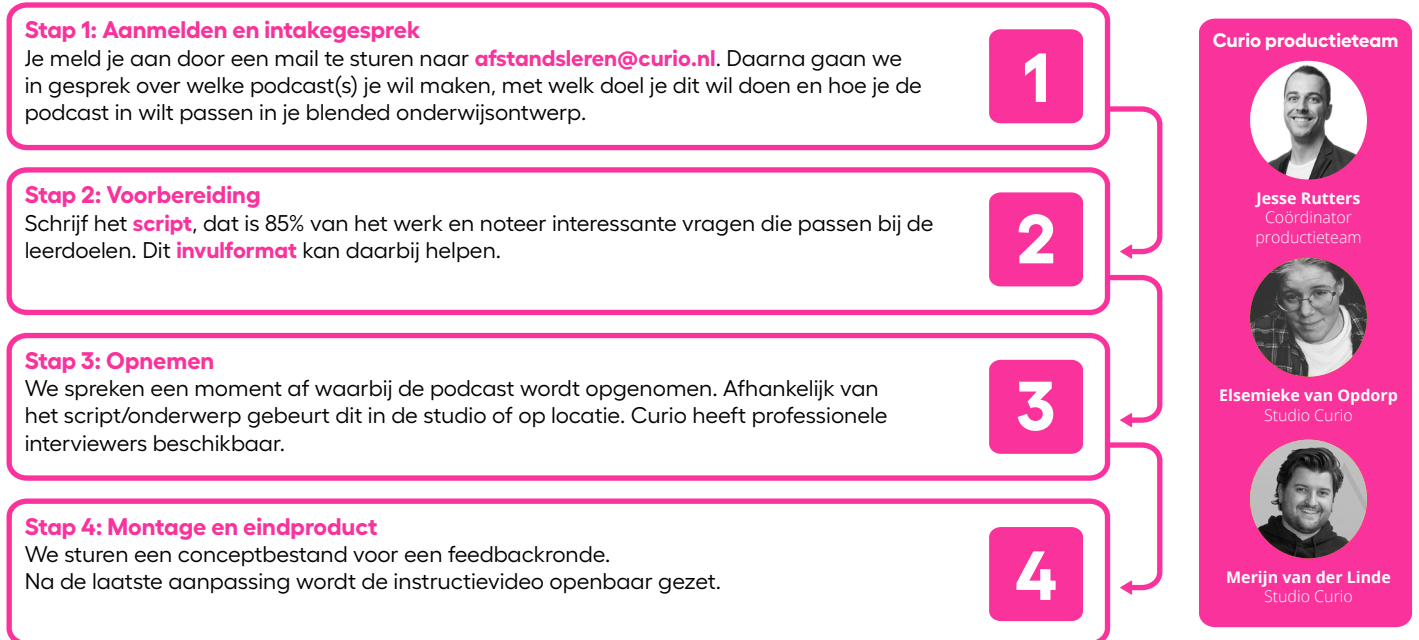 Stap 1: Aanmelden en intakegesprek
Je meld je aan door een mail te sturen naar afstandsleren@curio.nl. Daarna gaan we
in gesprek over welke podcast(s) je wil maken, met welk doel je dit wil doen en hoe je de
podcast in wilt passen in je blended onderwijsontwerp.
1
Stap 2: Voorbereiding
Schrijf het script, dat is 85% van het werk en noteer interessante vragen die passen bij de
leerdoelen. Dit invulformat kan daarbij helpen.
2
Stap 3: Opnemen
We spreken een moment af waarbij de podcast wordt opgenomen. Afhankelijk van
het script/onderwerp gebeurt dit in de studio of op locatie. Curio heeft professionele
interviewers beschikbaar.
3
Stap 4: Montage en eindproduct
We sturen een conceptbestand voor een feedbackronde.
Na de laatste aanpassing wordt de instructievideo openbaar gezet.
4
Curio productieteam
Jesse Rutters
Coördinator
productieteam
Elsemieke van Opdorp
Studio Curio
Merijn van der Linde
Studio Curio